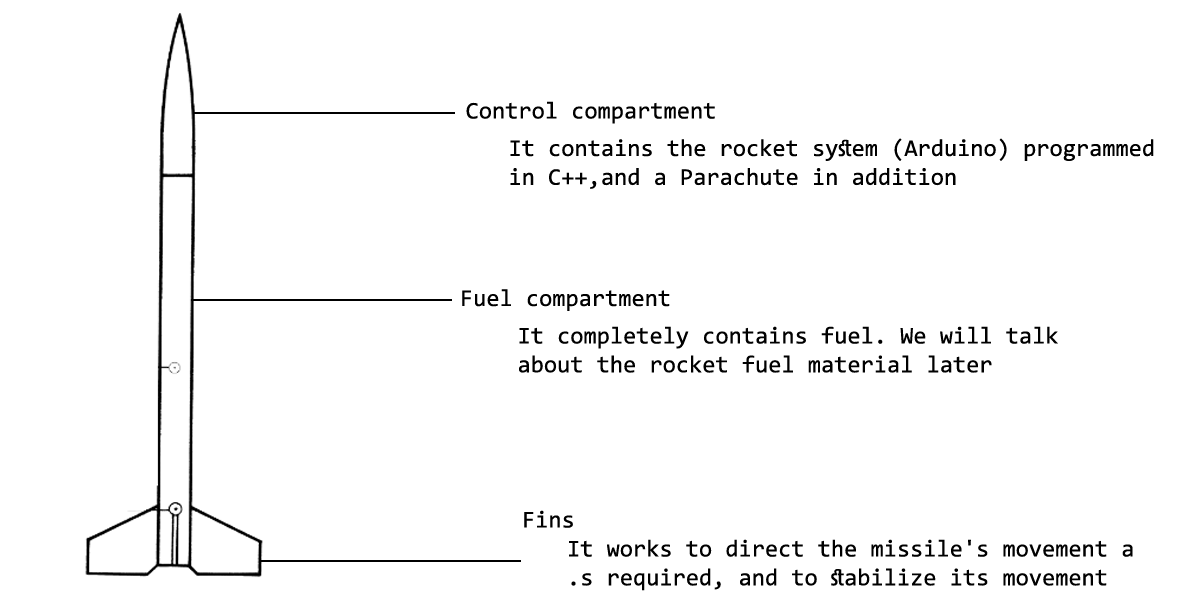 Control compartment
It contains the rocket system (Arduino) programmed
in C++,and a Parachute in addition
Fuel compartment
It completely contains fuel. We will talk
about the rocket fuel material later
Fins
It works to direct the missile's movement a
.s required, and to stabilize its movement